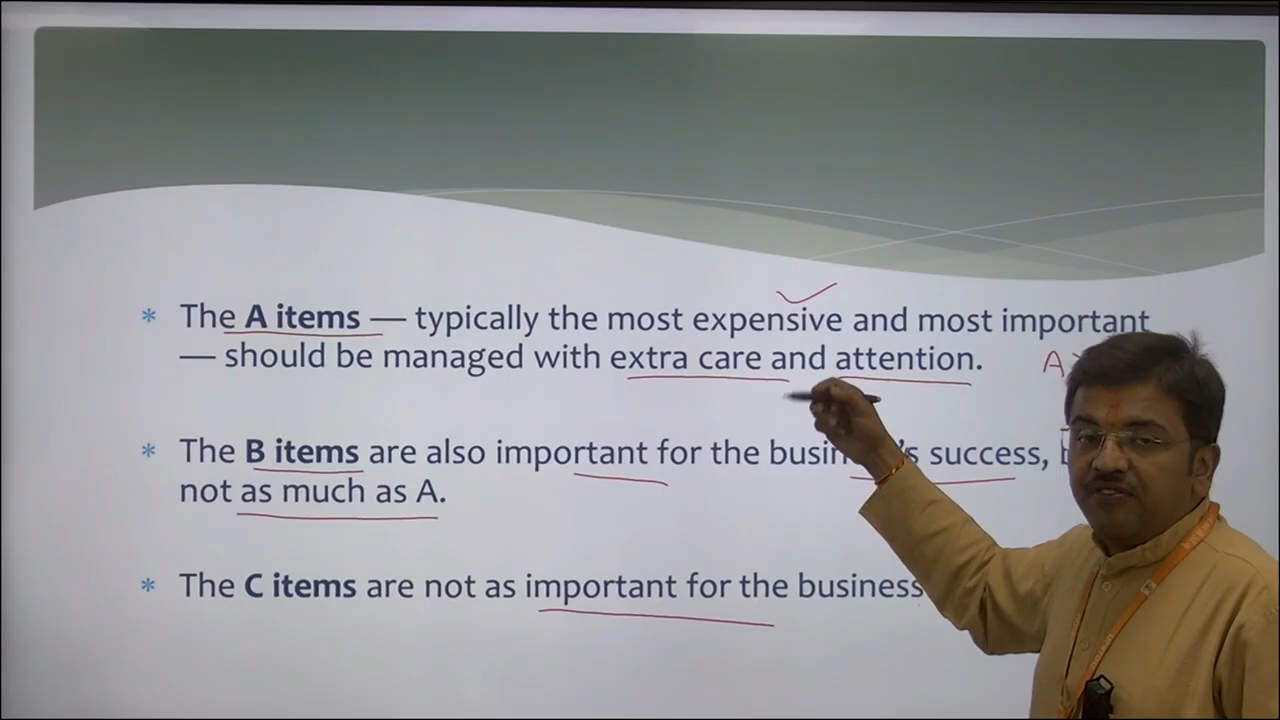 * The A items — typically the most expensive and most important
— should be managed with extra care and attention.
A
* The B items are also important for the business's success,
not as much as A.
* The C items are not as important for the business